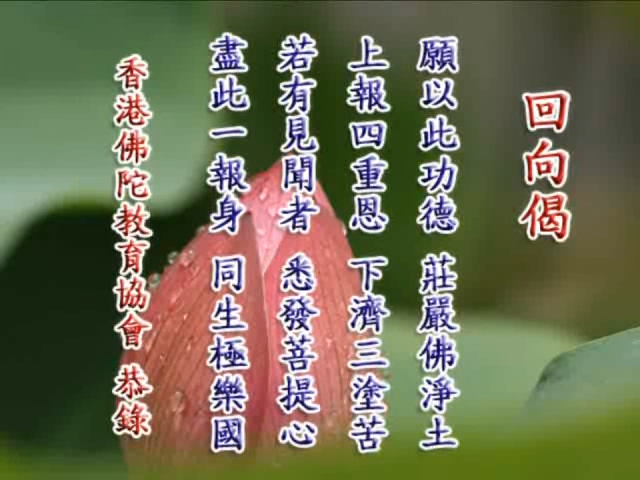 回向偈
願以此功德 莊嚴佛淨土
上報四重恩 下濟三塗苦
若有見聞者 悉發菩提心
盡此一報身 同生極樂國
香港佛陀教育協會 恭錄